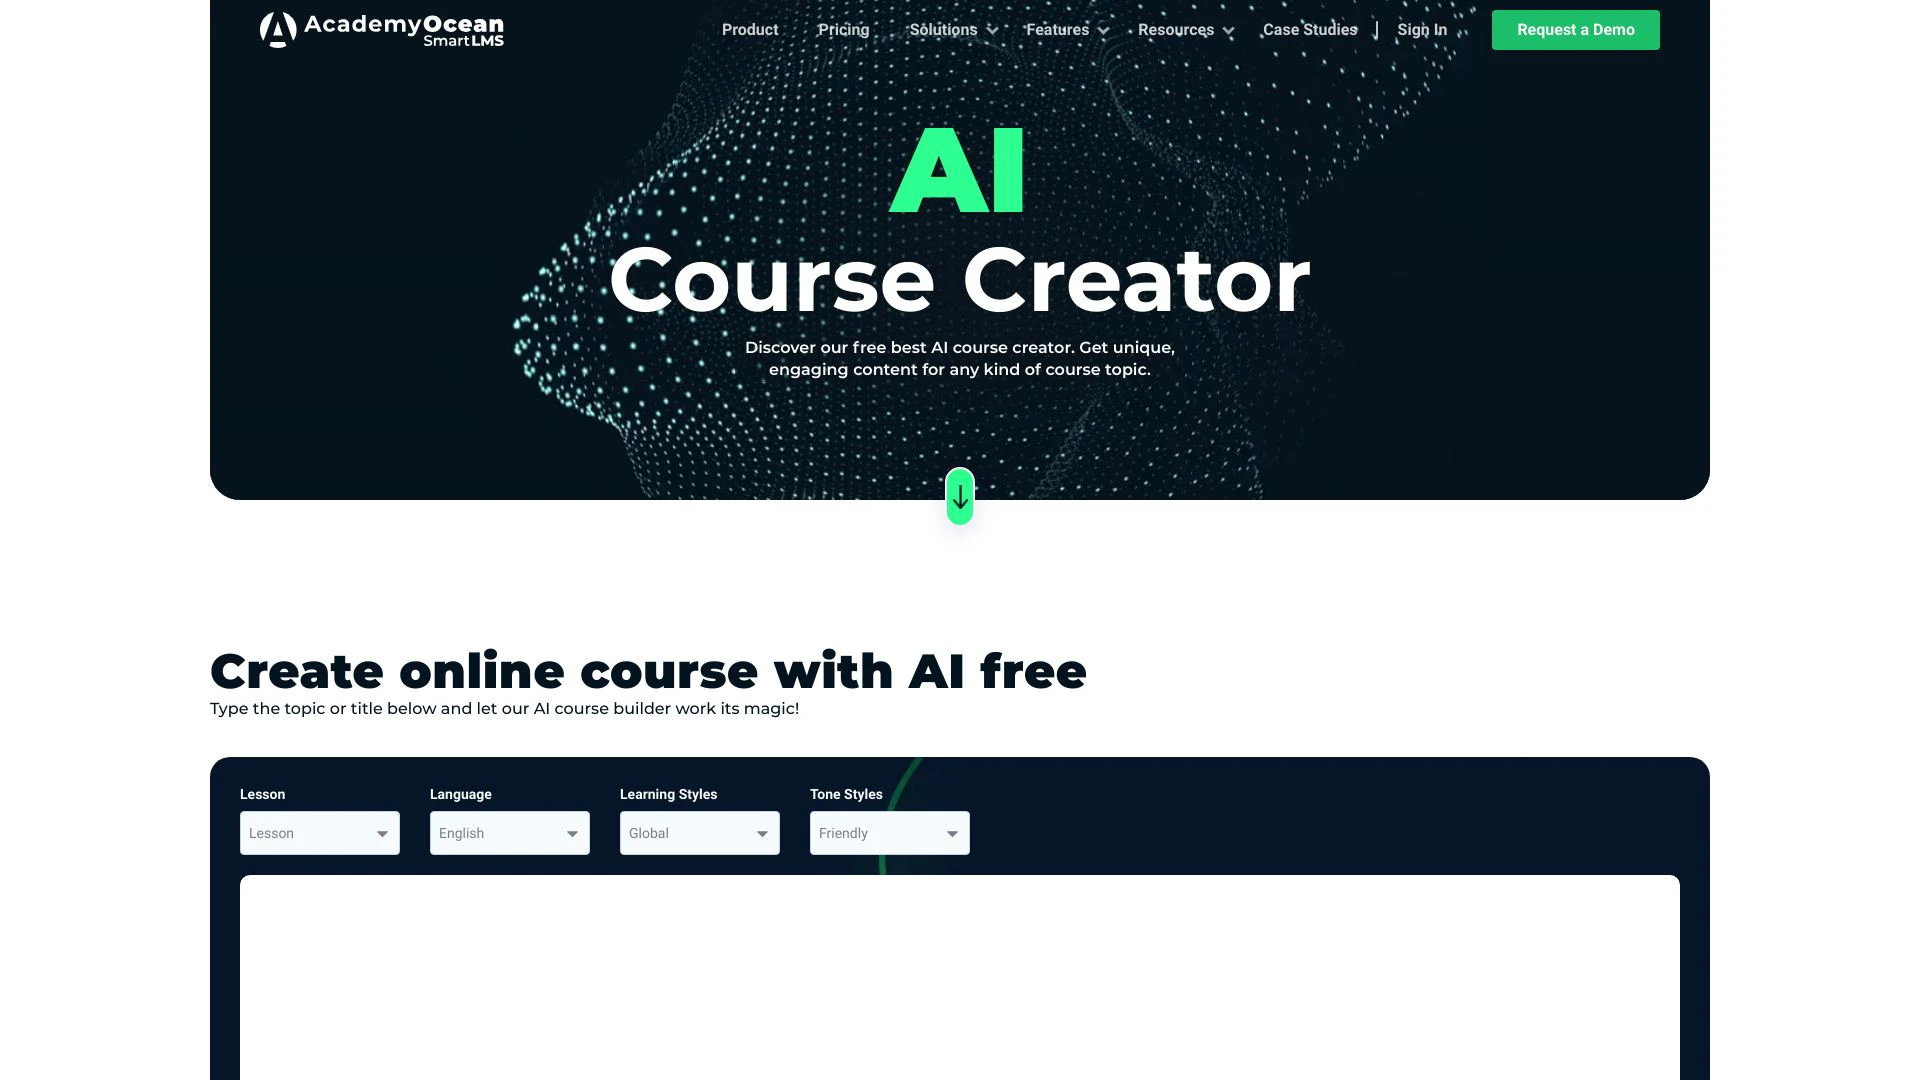 AcademyOcean
SmartLMS
Product Pricing Solutions Features Resources Case Studies | Sign In Request a Demo
AI
Course Creator
Discover our free best AI course creator. Get unique,
engaging content for any kind of course topic.
Create online course with AI free
Type the topic or title below and let our AI course builder work its magic!
Lesson Language Learning Styles Tone Styles
Lesson English Global Friendly